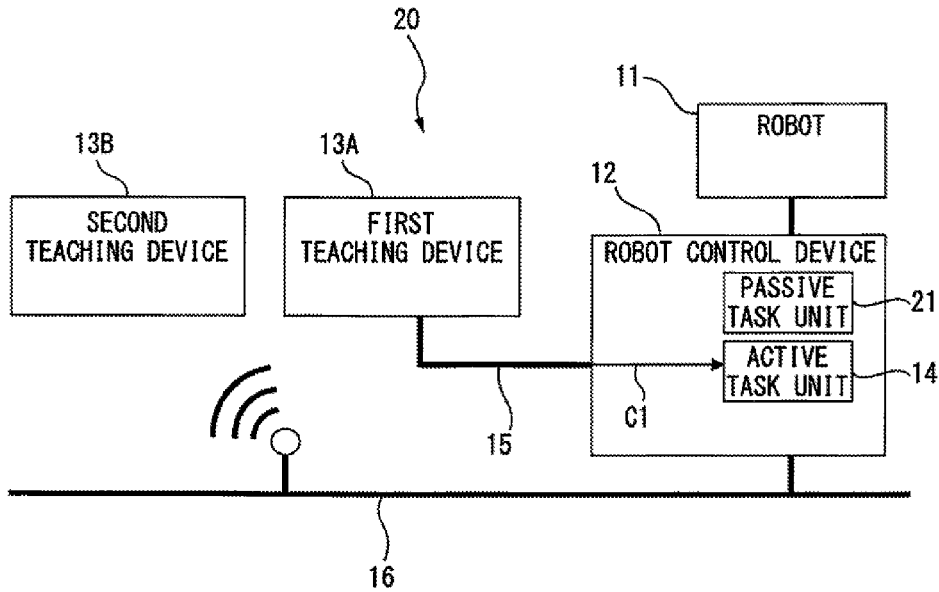 20
11
ROBOT
13B
13A
12
SECOND
TEACHING DEVICE
FIRST
TEACHING DEVICE
ROBOT CONTROL DEVICE
PASSIVE
TASK UNIT
21
ACTIVE
TASK UNIT
14
C1
15
16